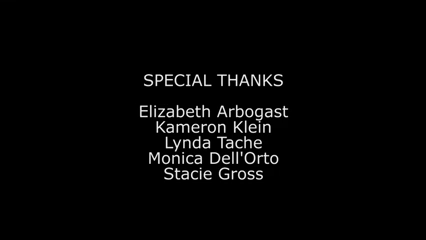 SPECIAL THANKS
Elizabeth Arbogast
Kameron Klein
Lynda Tache
Monica Dell'Orto
Stacie Gross